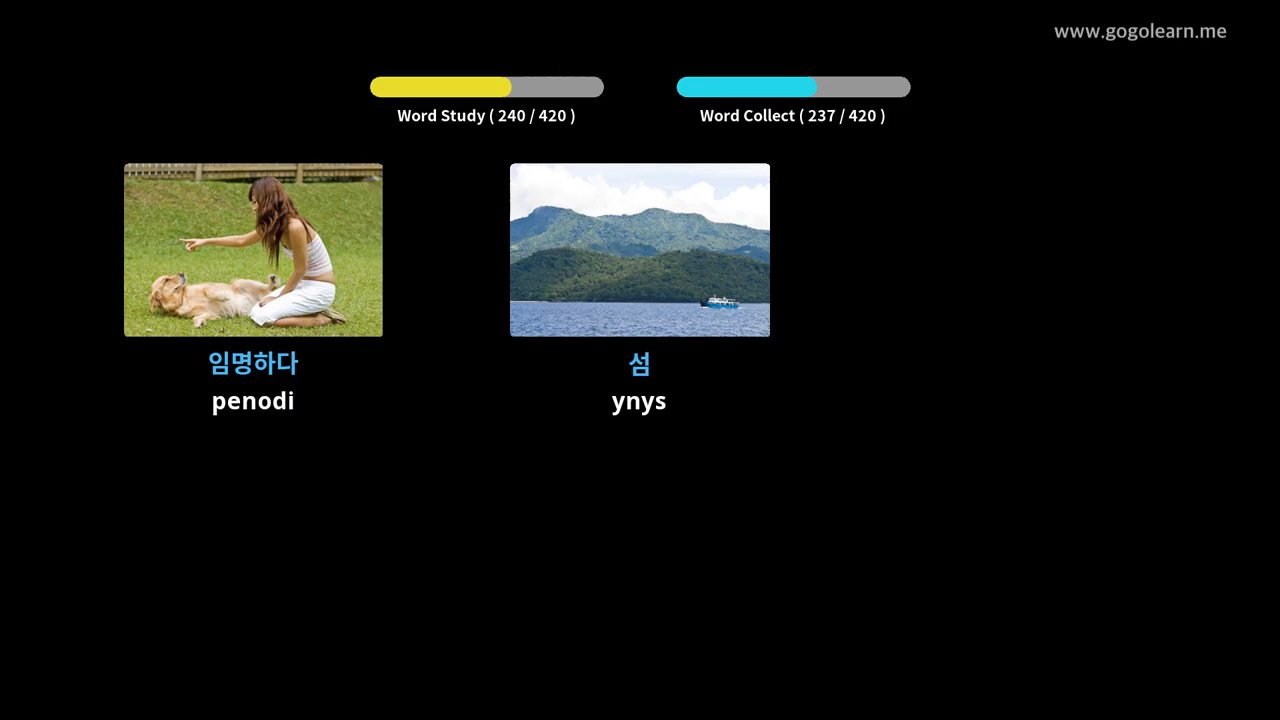 www.gogolearn.me
Word Study ( 240 / 420 )
Word Collect ( 237 / 420 )
임명하다
penodi
섬
ynys